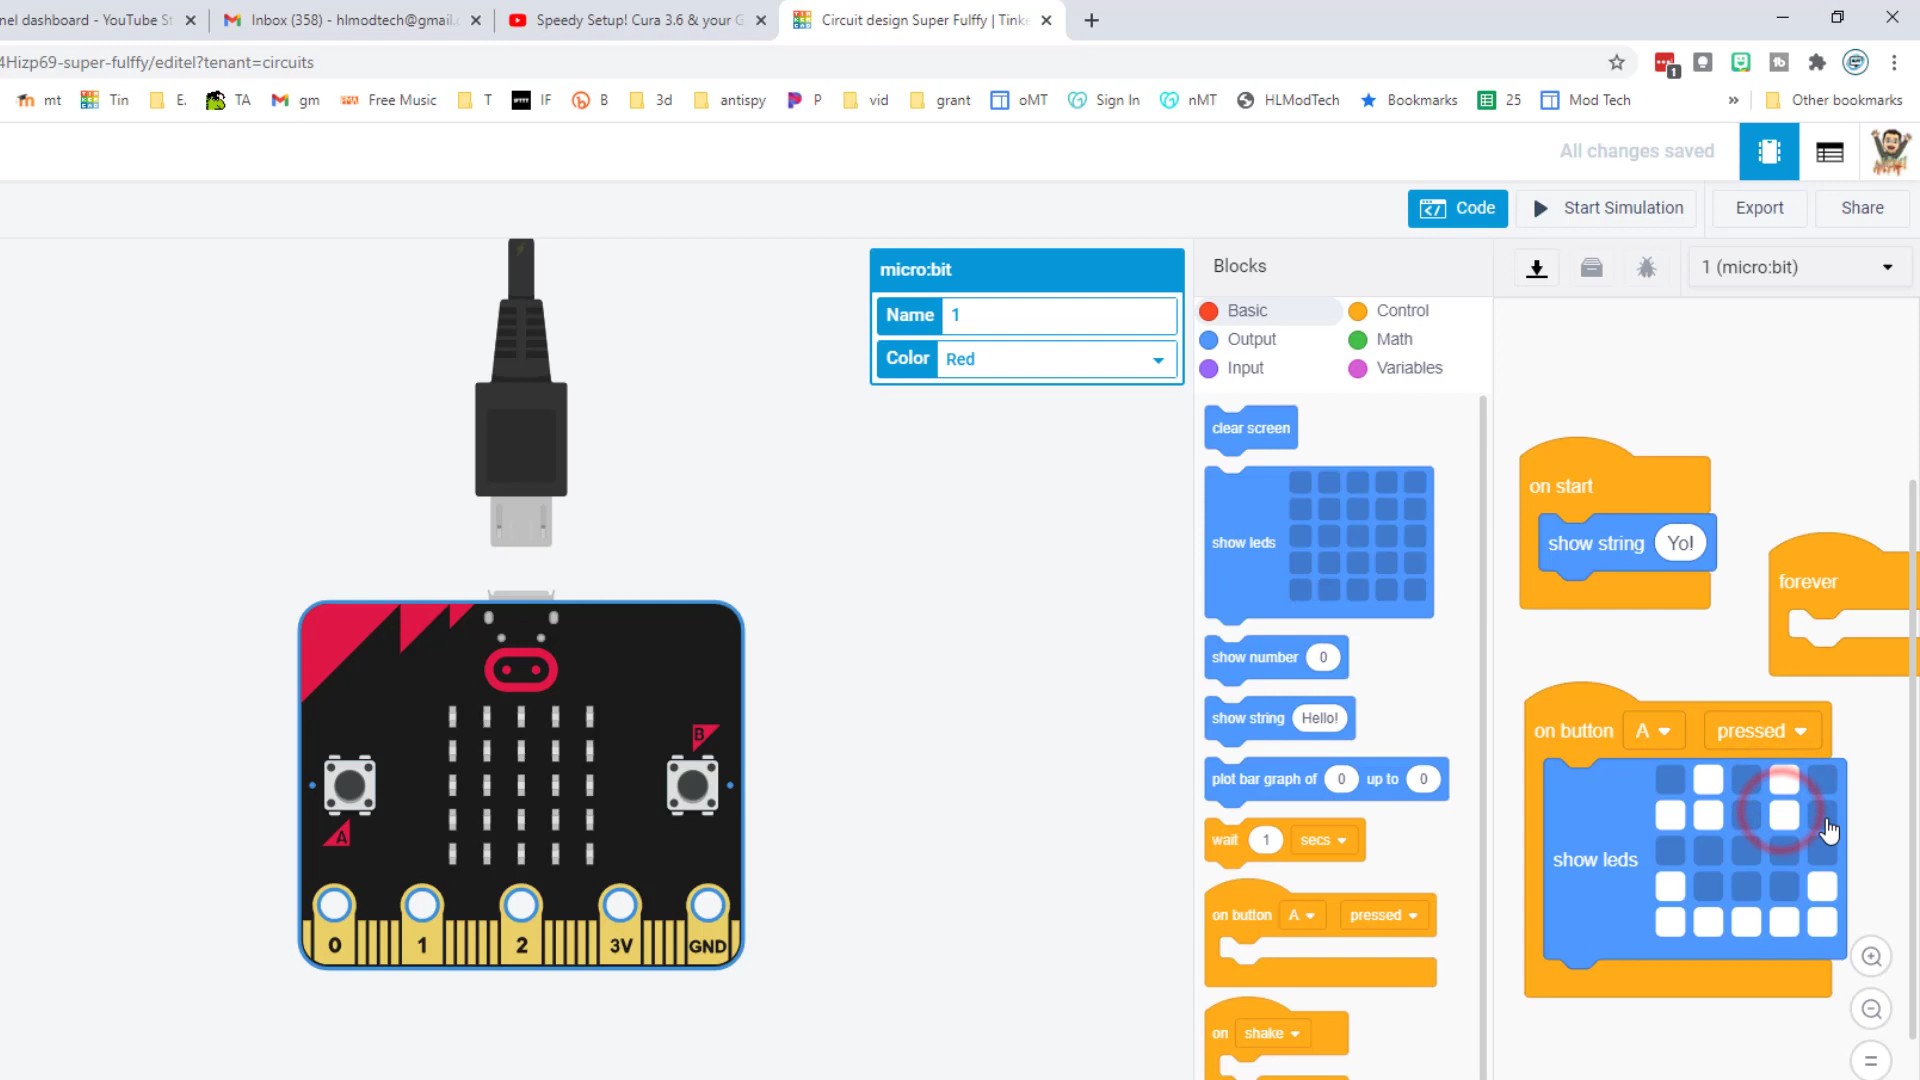 nel dashboard - YouTube St
Inbox (358) - hlmodtech@gmail.
Speedy Setup! Cura 3.6 & your G
Circuit design Super Fulffy | Tinke
4Hizp69-super-fulffy/editel?tenant=circuits
1
mt
Tin
E.
TA
gm
Free Music
T
IF
B
3d
antispy
P
vid
grant
oMT
Sign In
nMT
HLModTech
Bookmarks
25
Mod Tech
»
Other bookmarks
All changes saved
Code
Start Simulation
Export
Share
micro:bit
Name 1
Color Red
Blocks
1 (micro:bit)
Basic
Control
Output
Math
Input
Variables
clear screen
show leds
show number 0
show string Hello!
plot bar graph of 0 up to 0
wait 1 secs
on button A pressed
on shake
on start
show string Yo!
forever
on button A pressed
show leds
B
A
0 1 2 3V GND